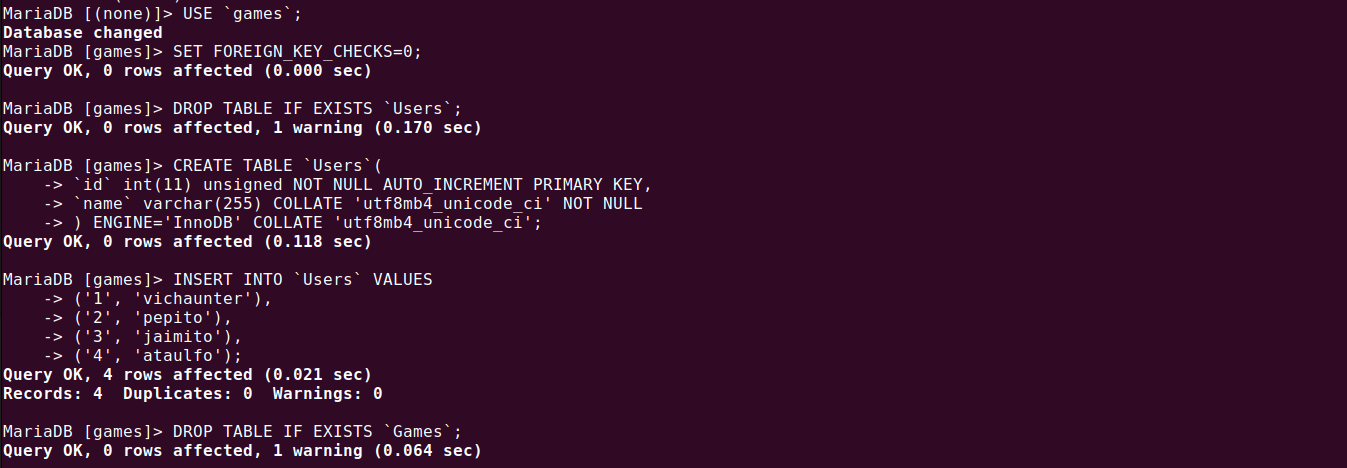 MariaDB [(none)]> USE `games`;
Database changed
MariaDB [games]> SET FOREIGN_KEY_CHECKS=0;
Query OK, 0 rows affected (0.000 sec)

MariaDB [games]> DROP TABLE IF EXISTS `Users`;
Query OK, 0 rows affected, 1 warning (0.170 sec)

MariaDB [games]> CREATE TABLE `Users`(
    -> `id` int(11) unsigned NOT NULL AUTO_INCREMENT PRIMARY KEY,
    -> `name` varchar(255) COLLATE 'utf8mb4_unicode_ci' NOT NULL
    -> ) ENGINE='InnoDB' COLLATE 'utf8mb4_unicode_ci';
Query OK, 0 rows affected (0.118 sec)

MariaDB [games]> INSERT INTO `Users` VALUES
    -> ('1', 'vichaunter'),
    -> ('2', 'pepito'),
    -> ('3', 'jaimito'),
    -> ('4', 'ataulfo');
Query OK, 4 rows affected (0.021 sec)
Records: 4  Duplicates: 0  Warnings: 0

MariaDB [games]> DROP TABLE IF EXISTS `Games`;
Query OK, 0 rows affected, 1 warning (0.064 sec)